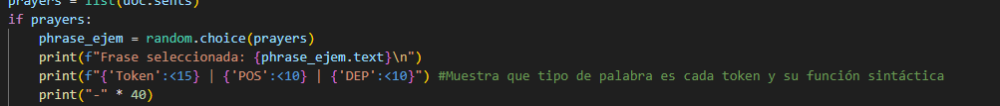 prayers = list(doc.sents)
if prayers:
phrase_ejem = random.choice(prayers)
print(f"Frase seleccionada: {phrase_ejem.text}\n")
print(f"{'Token':<15} | {'POS':<10} | {'DEP':<10}") #Muestra que tipo de palabra es cada token y su función sintáctica
print("-" * 40)